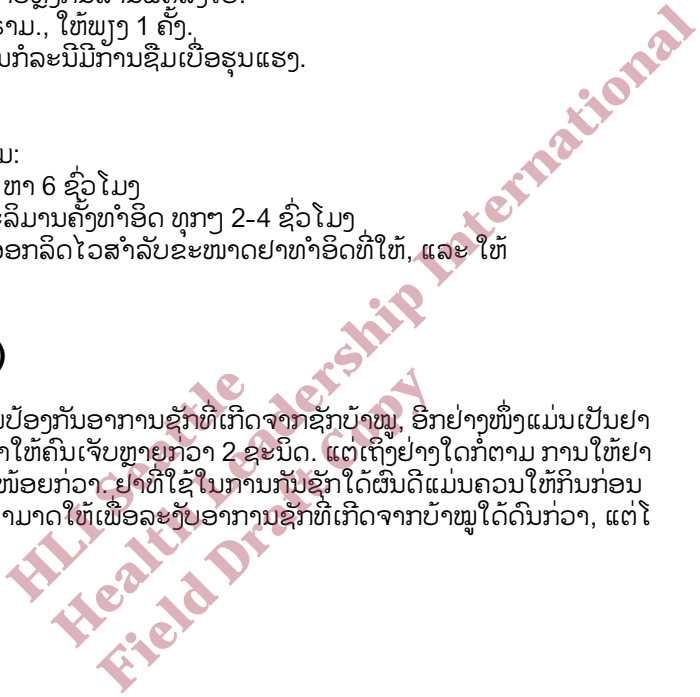 ຣາມ., ໃຫ້ພຽງ 1 ຄັ້ງ.
ມກໍລະນີມີການຊືມເບື່ອຮຸນແຮງ.
ມ:
ຫາ 6 ຊົ່ວໂມງ
ະລິມານຄັ້ງທຳອິດ ທຸກໆ 2-4 ຊົ່ວໂມງ
ອອກລິດໄວສຳລັບຂະໜາດຢາທຳອິດທີ່ໃຫ້, ແລະ ໃຫ້
)
ປ້ອງກັນອາການຊັກທີ່ເກີດຈາກຊັກບ້າໝູ, ອີກຢ່າງໜຶ່ງແມ່ນເປັນຢາ
ໃຫ້ຄົນເຈັບຫຼາຍກ່ວາ 2 ຊະນິດ. ແຕ່ເຖິງຢ່າງໃດກໍ່ຕາມ ການໃຫ້ຢາ
ໜ້ອຍກ່ວາ. ຢາທີ່ໃຊ້ໃນການກັນຊັກໃດ້ຜົນດີແມ່ນຄວນໃຫ້ກິນກ່ອນ
າມາດໃຫ້ເພື່ອລະງັບອາການຊັກທີ່ເກີດຈາກບ້າໝູໃດ້ດົນກ່ວາ, ແຕ່ໂ
HLI Seattle
Health Leadership International
Field Draft Copy